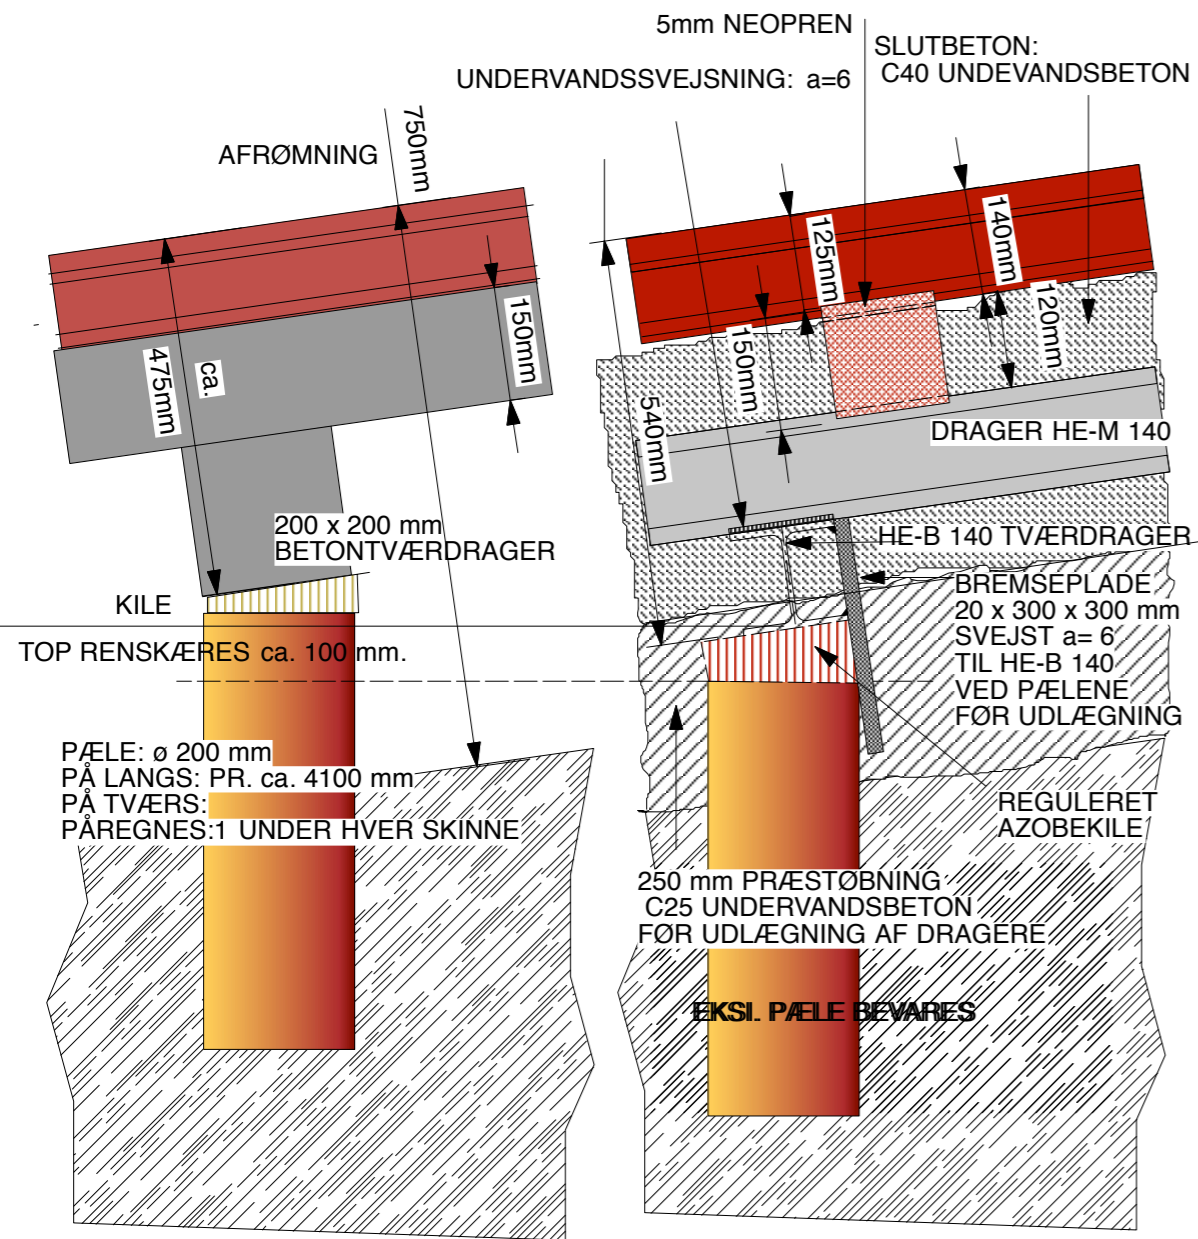 5mm NEOPREN
SLUTBETON:
C40 UNDEVANDSBETON
UNDERVANDSSVEJSNING: a=6
AFRØMNING
750mm
ca.
475mm
150mm
200 x 200 mm
BETONTVÆRDRAGER
KILE
TOP RENSKÆRES ca. 100 mm.
PÆLE: ø 200 mm
PÅ LANGS: PR. ca. 4100 mm
PÅ TVÆRS:
PÅREGNES:1 UNDER HVER SKINNE
125mm
140mm
120mm
150mm
540mm
DRAGER HE-M 140
HE-B 140 TVÆRDRAGER
BREMSEPLADE
20 x 300 x 300 mm
SVEJST a= 6
TIL HE-B 140
VED PÆLENE
FØR UDLÆGNING
REGULERET
AZOBEKILE
250 mm PRÆSTØBNING
C25 UNDERVANDSBETON
FØR UDLÆGNING AF DRAGERE
EKSI. PÆLE BEVARES